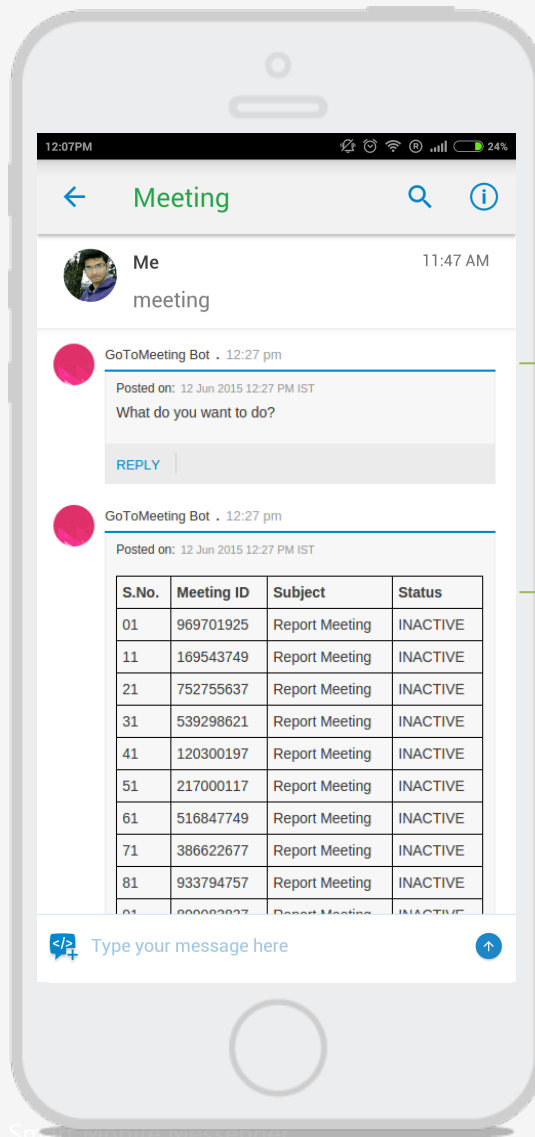 12:07PM ® 24%
Meeting
Me 11:47 AM
meeting
GoToMeeting Bot . 12:27 pm
Posted on: 12 Jun 2015 12:27 PM IST
What do you want to do?
REPLY
GoToMeeting Bot . 12:27 pm
Posted on: 12 Jun 2015 12:27 PM IST
S.No. Meeting ID Subject Status
01 969701925 Report Meeting INACTIVE
11 169543749 Report Meeting INACTIVE
21 752755637 Report Meeting INACTIVE
31 539298621 Report Meeting INACTIVE
41 120300197 Report Meeting INACTIVE
51 217000117 Report Meeting INACTIVE
61 516847749 Report Meeting INACTIVE
71 386622677 Report Meeting INACTIVE
81 933794757 Report Meeting INACTIVE
91 Report Meeting INACTIVE
Type your message here